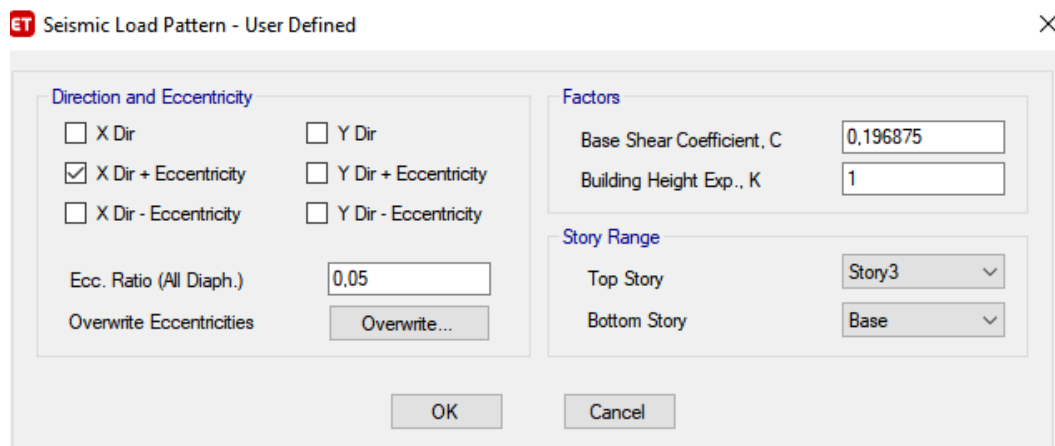 ET Seismic Load Pattern - User Defined
Direction and Eccentricity
X Dir Y Dir
X Dir + Eccentricity Y Dir + Eccentricity
X Dir - Eccentricity Y Dir - Eccentricity
Ecc. Ratio (All Diaph.) 0,05
Overwrite Eccentricities Overwrite...
Factors
Base Shear Coefficient, C 0,196875
Building Height Exp., K 1
Story Range
Top Story Story3
Bottom Story Base
OK Cancel